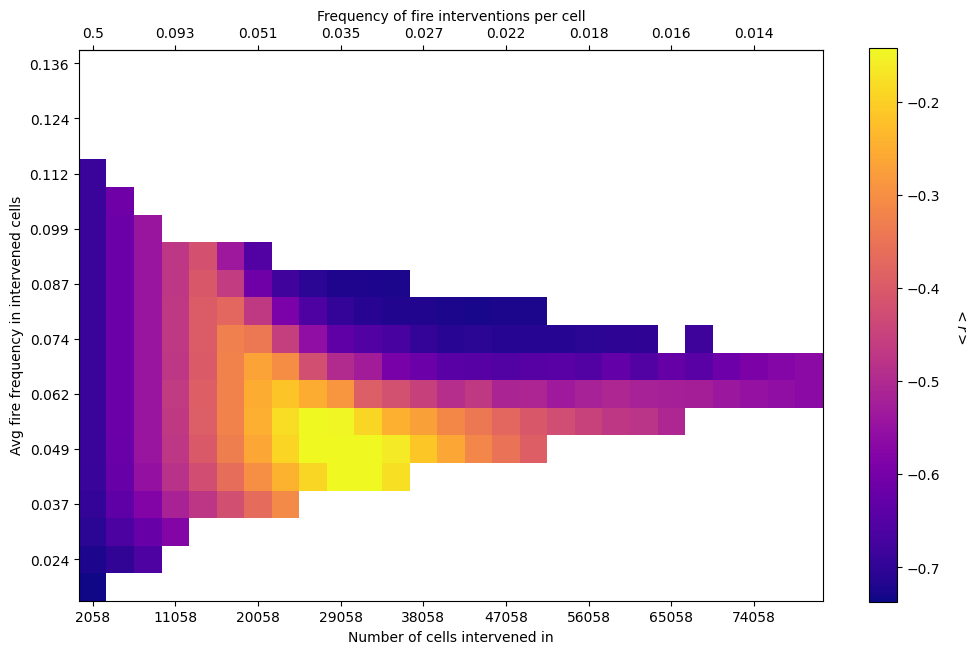 Frequency of fire interventions per cell
0.5 0.093 0.051 0.035 0.027 0.022 0.018 0.016 0.014
Avg fire frequency in intervened cells
0.136
0.124
0.112
0.099
0.087
0.074
0.062
0.049
0.037
0.024
2058 11058 20058 29058 38058 47058 56058 65058 74058
Number of cells intervened in
−0.2
−0.3
−0.4
−0.5
−0.6
−0.7
< r >